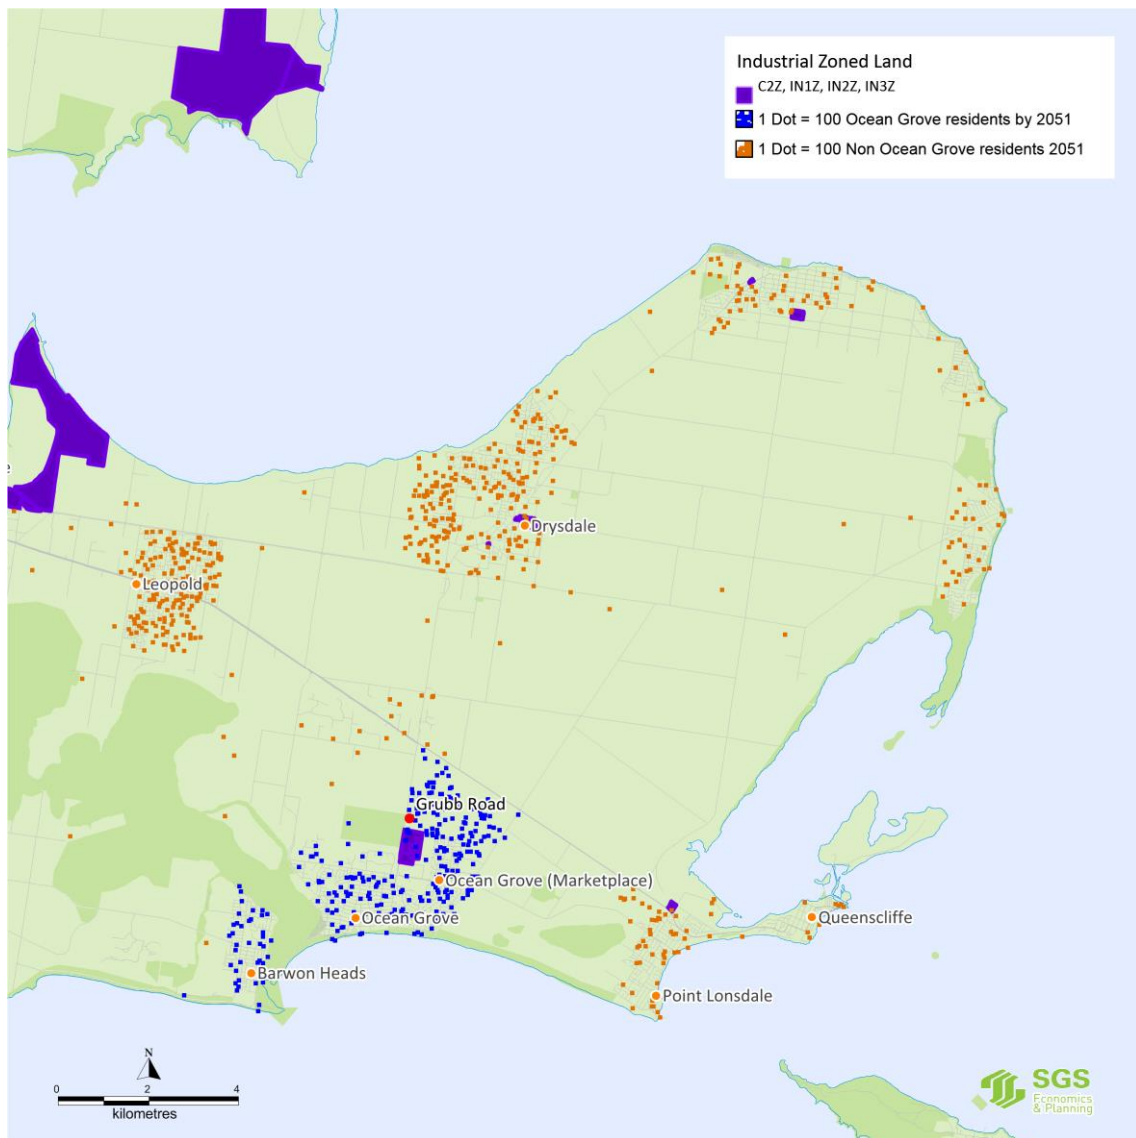 Industrial Zoned Land
C2Z, IN1Z, IN2Z, IN3Z
1 Dot = 100 Ocean Grove residents by 2051
1 Dot = 100 Non Ocean Grove residents 2051
e
Drysdale
Leopold
Grubb Road
Ocean Grove (Marketplace)
Ocean Grove
Queenscliffe
Barwon Heads
Point Lonsdale
N
0 2 4
kilometres
SGS
Economics
& Planning